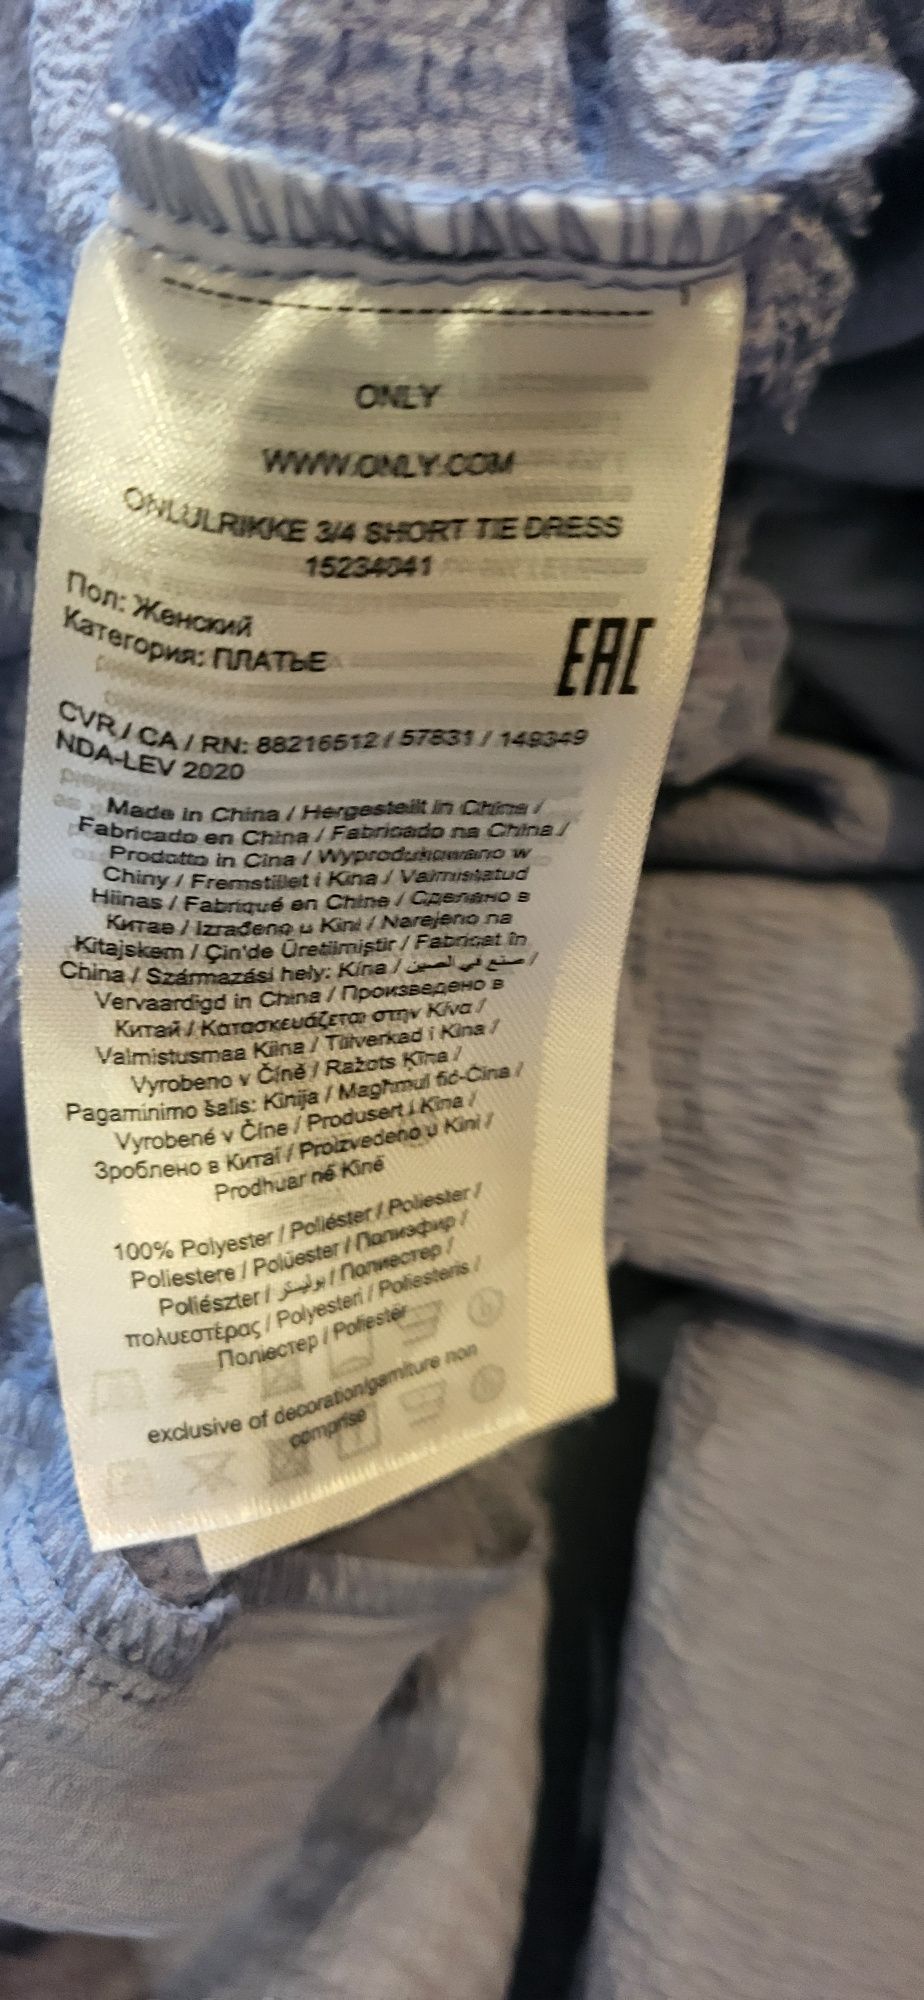 ONLY
WWW.ONLY.COM
ONLULRIKKE 3/4 SHORT TIE DRESS
15234041
Пол: Женский
Категория: ПЛАТЬЕ
EAC
CVR / CA / RN: 88216512 / 57831 / 149349
NDA-LEV 2020
Made in China / Hergestellt in China /
Fabricado en China / Fabricado na China /
Prodotto in Cina / Wyprodukowano w
Chiny / Fremstillet i Kina / Valmistatud
Hiinas / Fabriqué en Chine / Сделано в
Китае / Izrađeno u Kini / Narejeno na
Kitajskem / Çin'de Üretilmiştir / Fabricat în
China / Származási hely: Kína / صنع في الصين /
Vervaardigd in China / Произведено в
Китай / Κατασκευάζεται στην Κίνα /
Valmistusmaa Kiina / Tillverkad i Kina /
Vyrobeno v Číně / Ražots Ķīna /
Pagaminimo šalis: Kinija / Magħmul fiċ-Ċina /
Vyrobené v Číne / Produsert i Kina /
Зроблено в Китаї / Proizvedeno u Kini /
Prodhuar në Kinë
100% Polyester / Poliéster / Poliester /
Poliestere / Polüester / Полиэфир /
Poliészter / بوليستر / Полиестер /
πολυεστέρας / Polyesteri / Poliesteris /
Поліестер / Poliestër
exclusive of decoration/garniture non
comprise